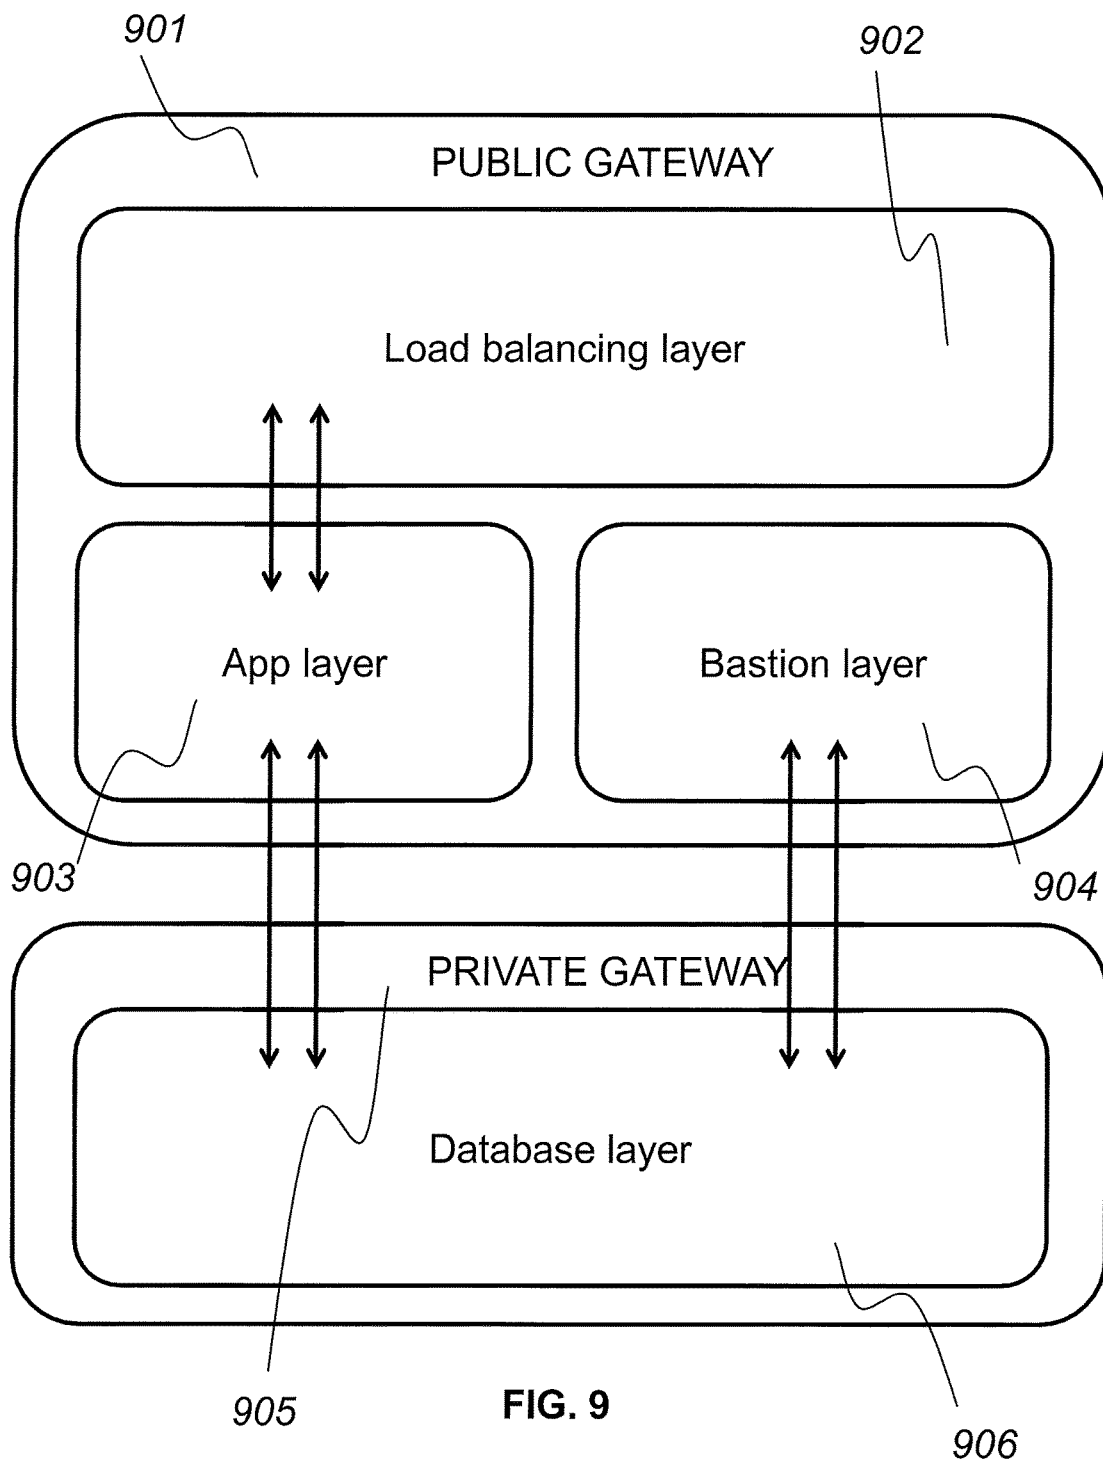 901
902
PUBLIC GATEWAY
Load balancing layer
App layer
Bastion layer
903
904
PRIVATE GATEWAY
Database layer
905
FIG. 9
906